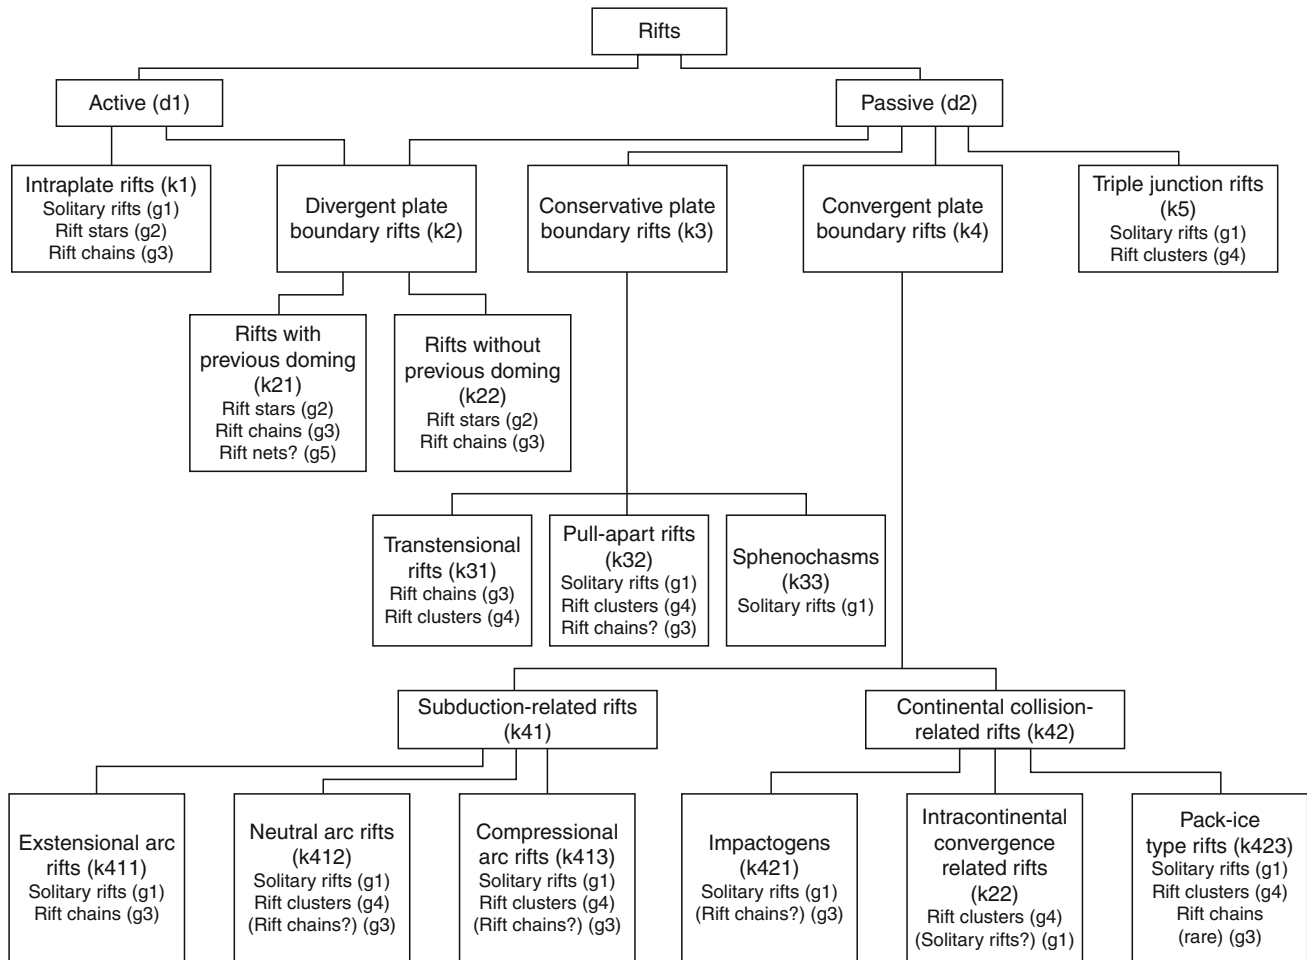 Rifts
Active (d1)
Passive (d2)
Intraplate rifts (k1)
Solitary rifts (g1)
Rift stars (g2)
Rift chains (g3)
Divergent plate
boundary rifts (k2)
Conservative plate
boundary rifts (k3)
Convergent plate
boundary rifts (k4)
Triple junction rifts
(k5)
Solitary rifts (g1)
Rift clusters (g4)
Rifts with
previous doming
(k21)
Rift stars (g2)
Rift chains (g3)
Rift nets? (g5)
Rifts without
previous doming
(k22)
Rift stars (g2)
Rift chains (g3)
Transtensional
rifts (k31)
Rift chains (g3)
Rift clusters (g4)
Pull-apart rifts
(k32)
Solitary rifts (g1)
Rift clusters (g4)
Rift chains? (g3)
Sphenochasms
(k33)
Solitary rifts (g1)
Subduction-related rifts
(k41)
Continental collision-
related rifts (k42)
Exstensional arc
rifts (k411)
Solitary rifts (g1)
Rift chains (g3)
Neutral arc rifts
(k412)
Solitary rifts (g1)
Rift clusters (g4)
(Rift chains?) (g3)
Compressional
arc rifts (k413)
Solitary rifts (g1)
Rift clusters (g4)
(Rift chains?) (g3)
Impactogens
(k421)
Solitary rifts (g1)
(Rift chains?) (g3)
Intracontinental
convergence
related rifts
(k22)
Rift clusters (g4)
(Solitary rifts?) (g1)
Pack-ice
type rifts (k423)
Solitary rifts (g1)
Rift clusters (g4)
Rift chains
(rare) (g3)